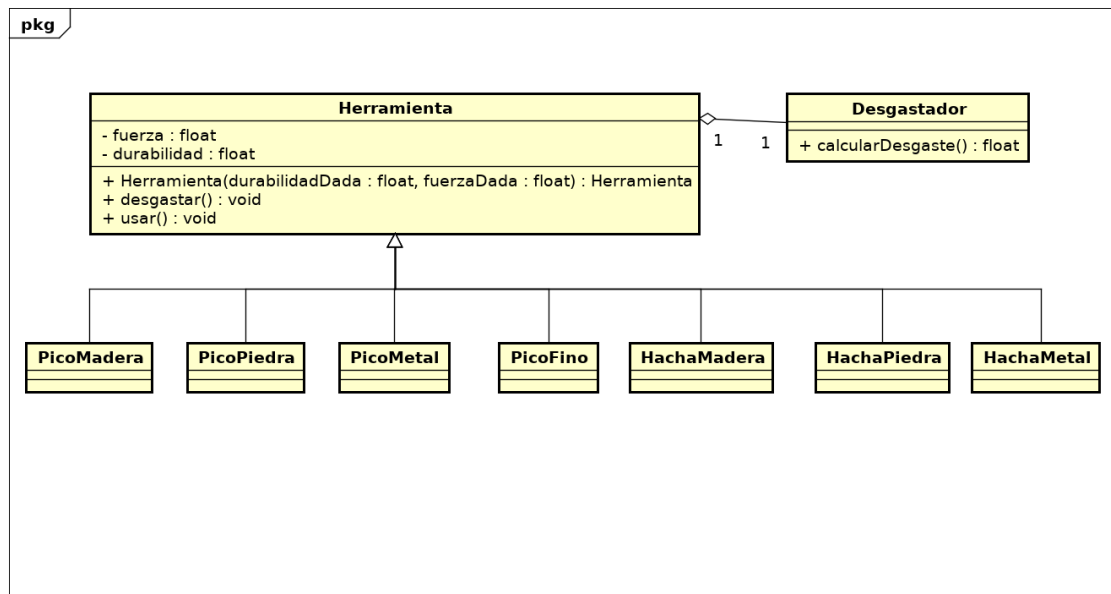 pkg
Herramienta
- fuerza : float
- durabilidad : float
+ Herramienta(durabilidadDada : float, fuerzaDada : float) : Herramienta
+ desgastar() : void
+ usar() : void
1
1
Desgastador
+ calcularDesgaste() : float
PicoMadera
PicoPiedra
PicoMetal
PicoFino
HachaMadera
HachaPiedra
HachaMetal